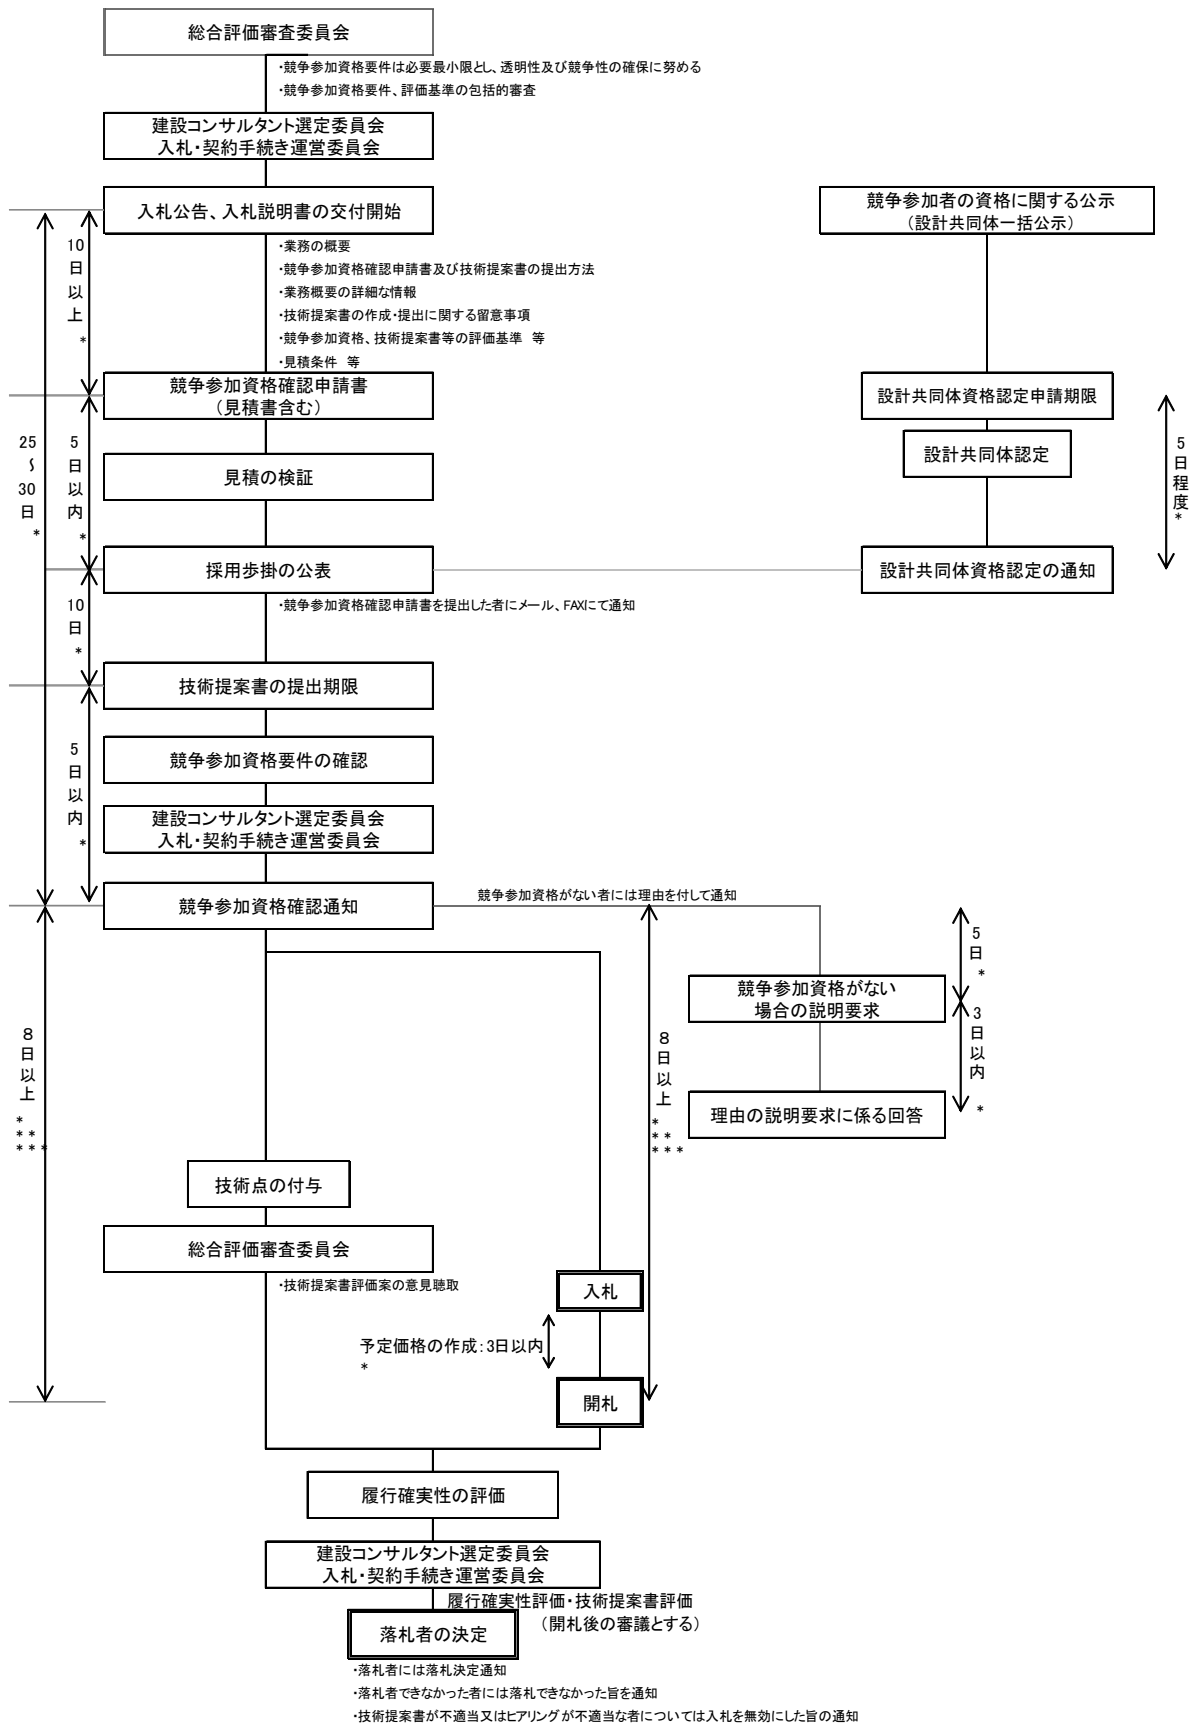 総合評価審査委員会
・競争参加資格要件は必要最小限とし、透明性及び競争性の確保に努める
・競争参加資格要件、評価基準の包括的審査
建設コンサルタント選定委員会
入札・契約手続き運営委員会
入札公告、入札説明書の交付開始
競争参加者の資格に関する公示
(設計共同体一括公示)
10日以上 *
・業務の概要
・競争参加資格確認申請書及び技術提案書の提出方法
・業務概要の詳細な情報
・技術提案書の作成・提出に関する留意事項
・競争参加資格、技術提案書等の評価基準 等
・見積条件 等
競争参加資格確認申請書
(見積書含む)
設計共同体資格認定申請期限
25~30日 *
5日以内 *
見積の検証
設計共同体認定
5日程度 *
採用歩掛の公表
設計共同体資格認定の通知
10日 *
・競争参加資格確認申請書を提出した者にメール、FAXにて通知
技術提案書の提出期限
5日以内 *
競争参加資格要件の確認
建設コンサルタント選定委員会
入札・契約手続き運営委員会
競争参加資格確認通知
競争参加資格がない者には理由を付して通知
5日 *
競争参加資格がない
場合の説明要求
3日以内 *
8日以上
*
**
***
8日以上
*
**
***
理由の説明要求に係る回答
技術点の付与
総合評価審査委員会
・技術提案書評価案の意見聴取
入札
予定価格の作成:3日以内
*
開札
履行確実性の評価
建設コンサルタント選定委員会
入札・契約手続き運営委員会
履行確実性評価・技術提案書評価
(開札後の審議とする)
落札者の決定
・落札者には落札決定通知
・落札者できなかった者には落札できなかった旨を通知
・技術提案書が不適当又はヒアリングが不適当な者については入札を無効にした旨の通知